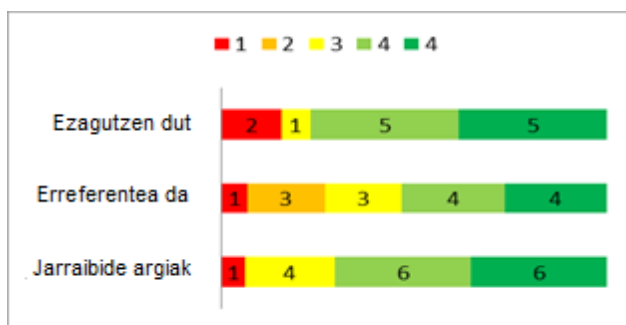 1 2 3 4 4
Ezagutzen dut 2 1 5 5
Erreferentea da 1 3 3 4 4
Jarraibide argiak 1 4 6 6